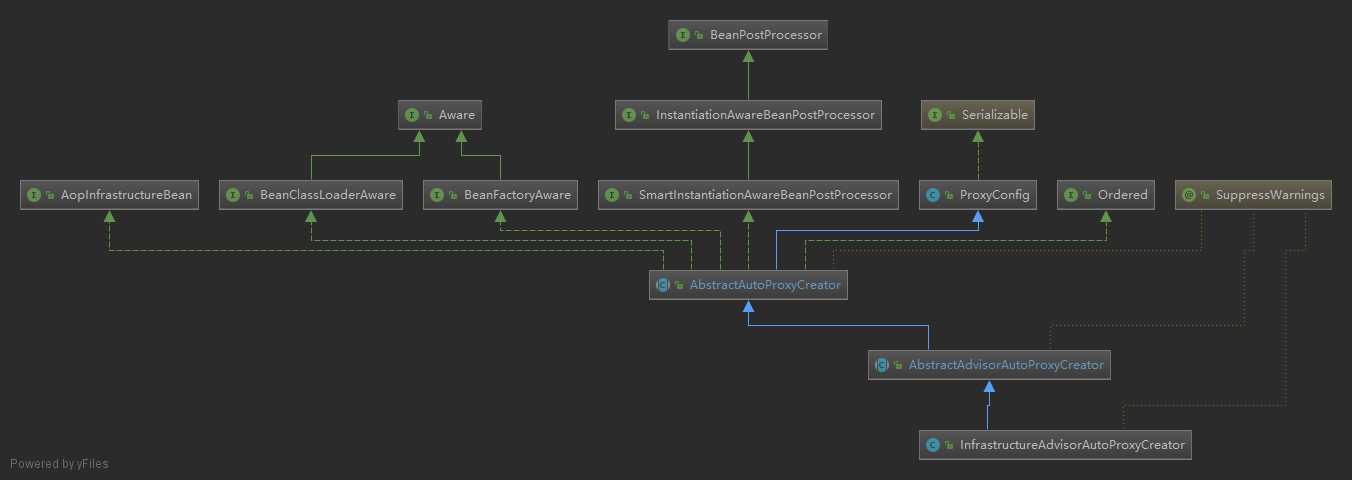 BeanPostProcessor
Aware
InstantiationAwareBeanPostProcessor
Serializable
AopInfrastructureBean
BeanClassLoaderAware
BeanFactoryAware
SmartInstantiationAwareBeanPostProcessor
ProxyConfig
Ordered
SuppressWarnings
AbstractAutoProxyCreator
AbstractAdvisorAutoProxyCreator
InfrastructureAdvisorAutoProxyCreator
Powered by yFiles